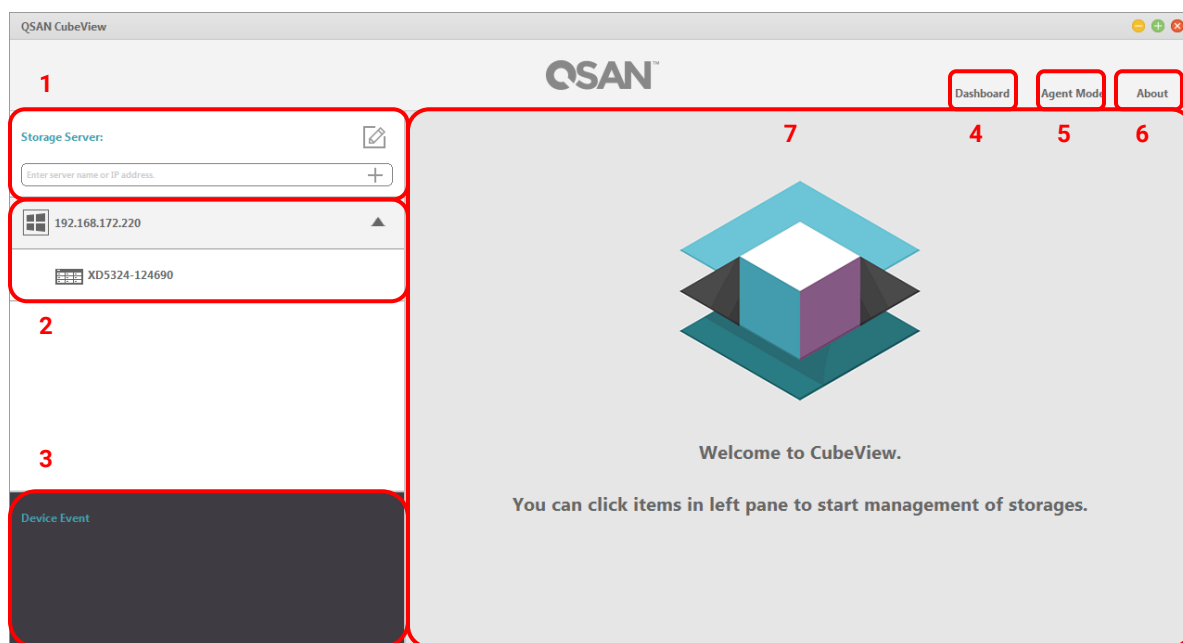 QSAN CubeView
QSAN™
1
Dashboard
Agent Mode
About
Storage Server:
7
4
5
6
Enter server name or IP address.
192.168.172.220
XD5324-124690
2
Welcome to CubeView.
3
You can click items in left pane to start management of storages.
Device Event